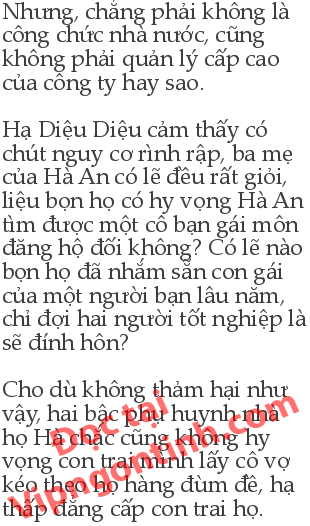 Nhưng, chẳng phải không là
công chức nhà nước, cũng
không phải quản lý cấp cao
của công ty hay sao.
Hạ Diệu Diệu cảm thấy có
chút nguy cơ rình rập, ba mẹ
của Hà An có lẽ đều rất giỏi,
liệu bọn họ có hy vọng Hà An
tìm được một cô bạn gái môn
đăng hộ đối không? Có lẽ nào
bọn họ đã nhắm sẵn con gái
của một người bạn lâu năm,
chỉ đợi hai người tốt nghiệp là
sẽ đính hôn?
Cho dù không thảm hại như
vậy, hai bậc phụ huynh nhà
họ Hà chắc cũng không hy
vọng con trai mình lấy cô vợ
kéo theo họ hàng đùm đề, hạ
thấp đẳng cấp con trai họ.
Đọc tại
Vipngontinh.com